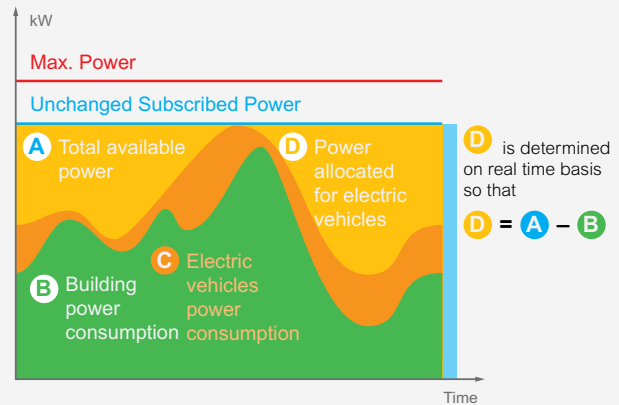 kW
Max. Power
Unchanged Subscribed Power
A Total available
power
D Power
allocated
for electric
vehicles
C Electric
vehicles
power
consumption
B Building
power
consumption
Time
D is determined
on real time basis
so that
D = A – B